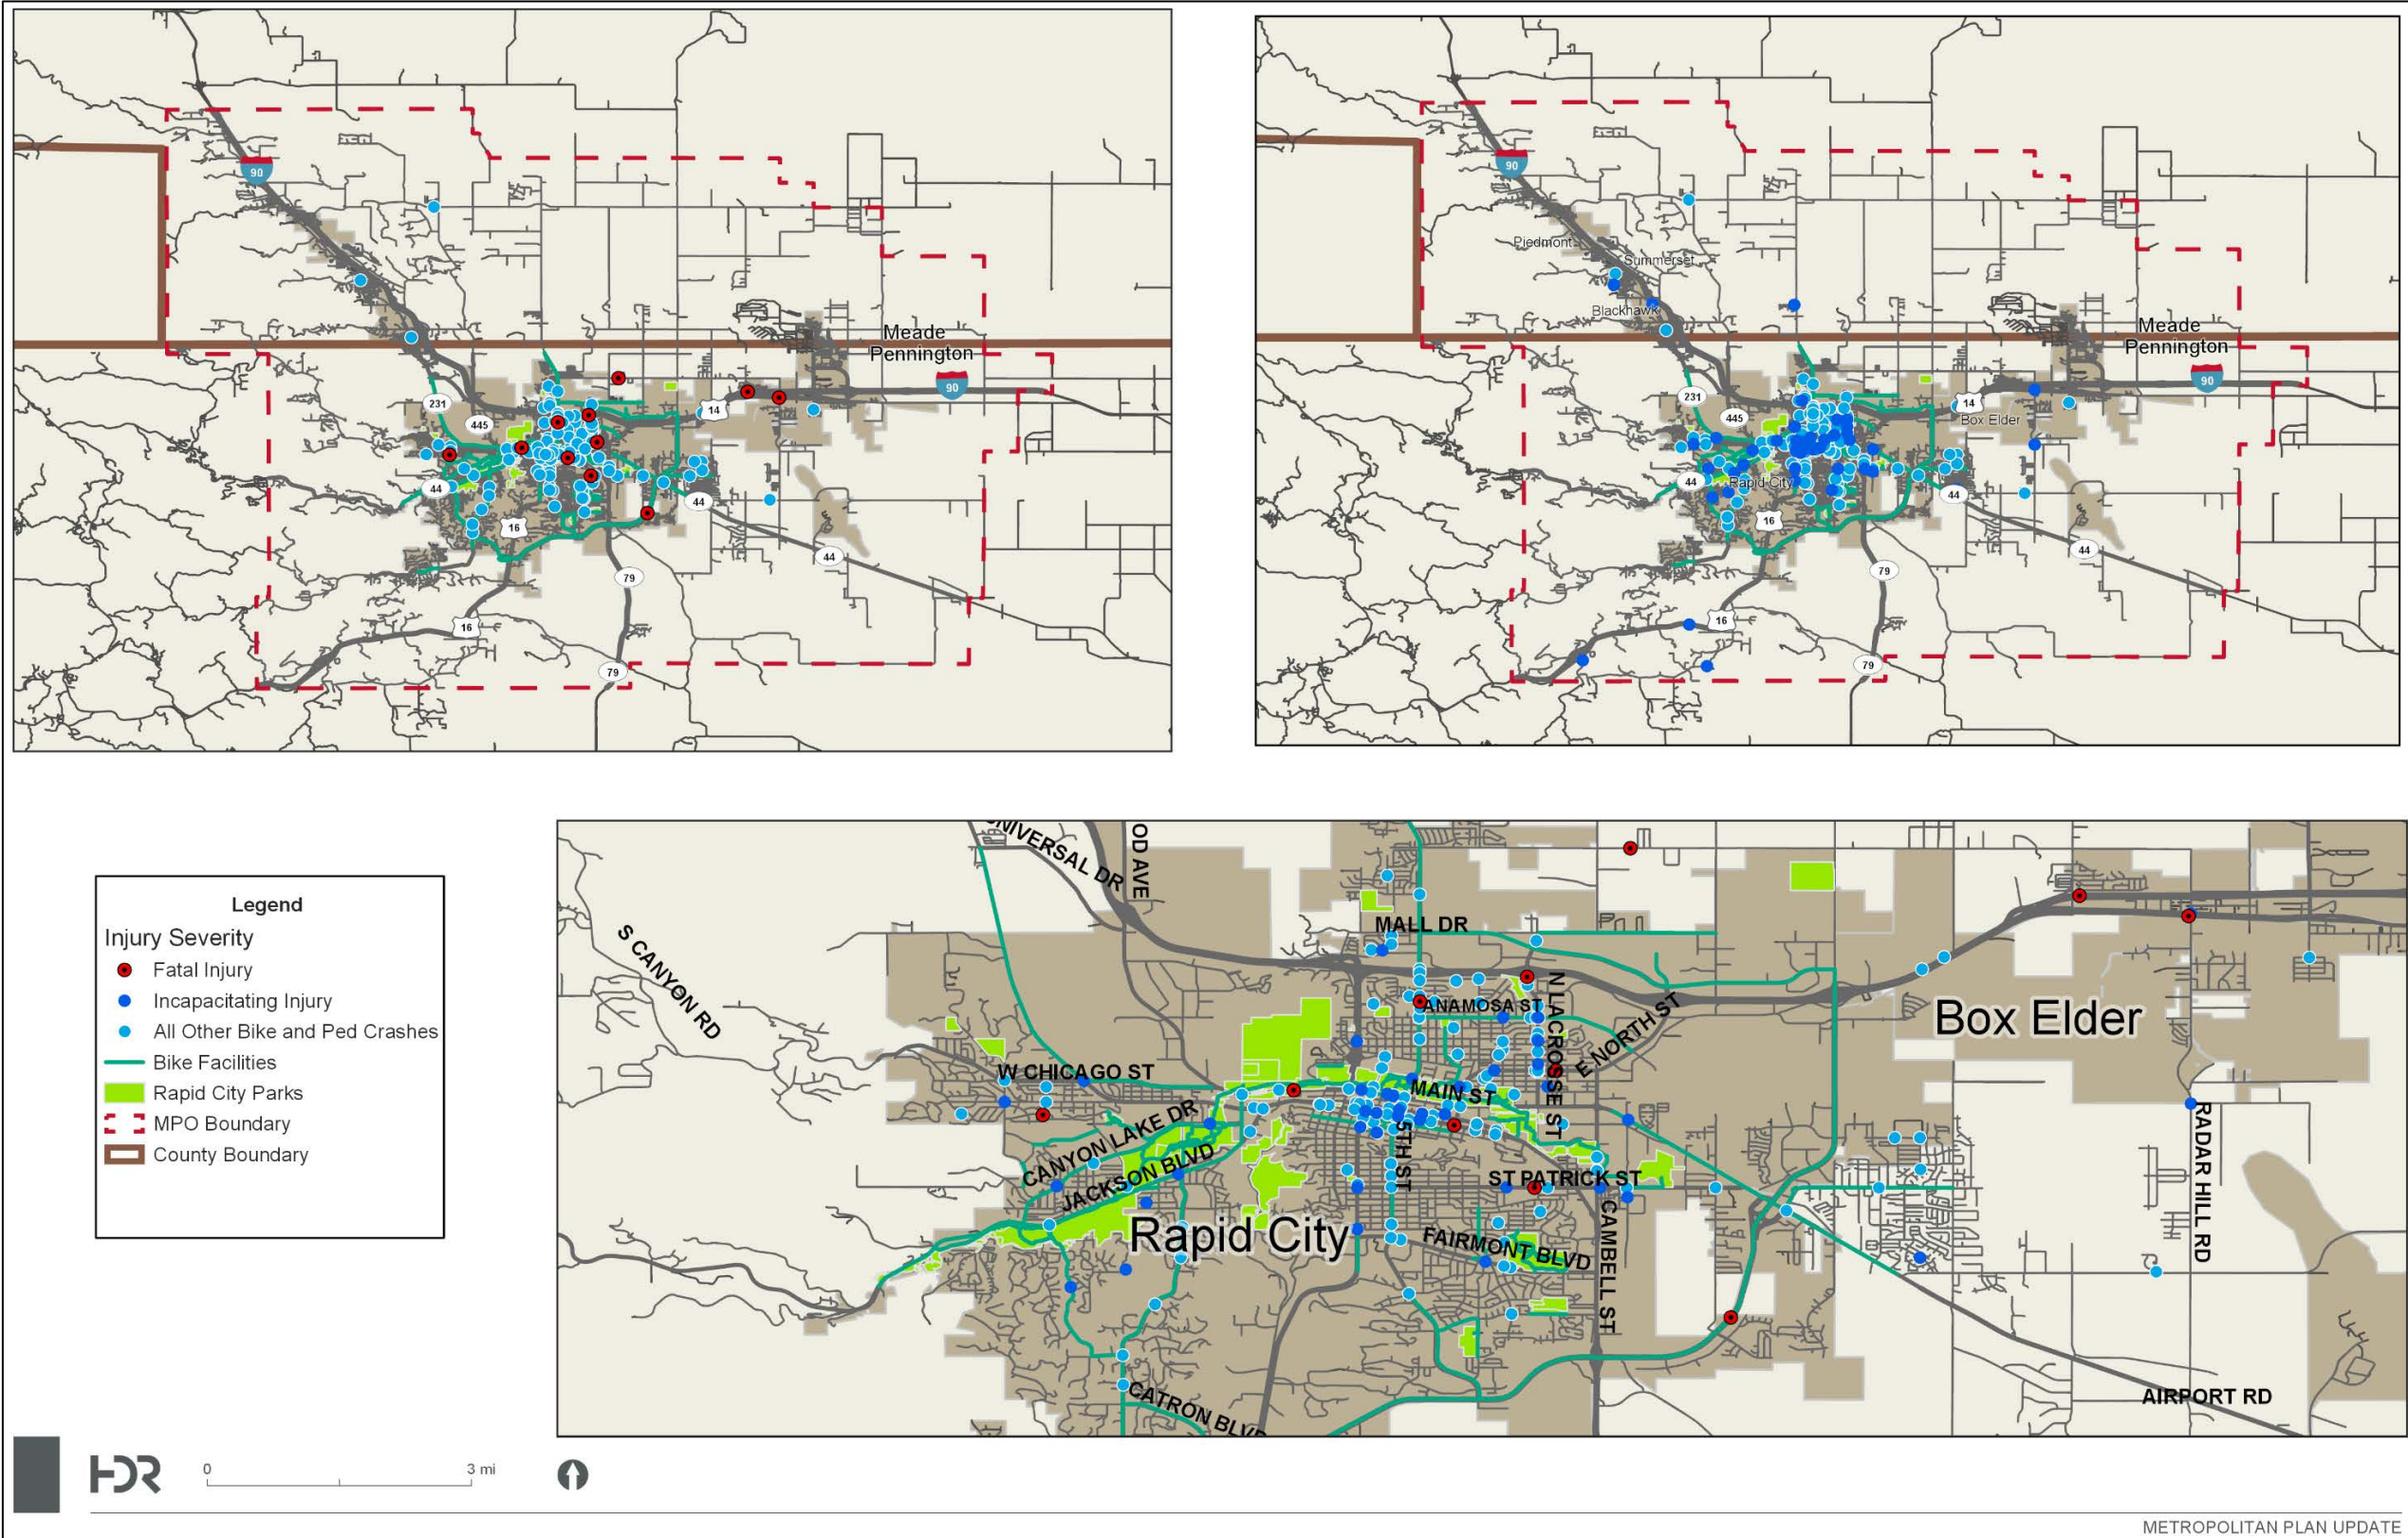 90
Meade
Pennington
90
231
14
445
44
44
16
44
79
16
79
90
Piedmont
Summerset
Blackhawk
Meade
Pennington
90
231
14
445
Box Elder
44
Rapid City
44
16
44
79
16
79
Legend
Injury Severity
Fatal Injury
Incapacitating Injury
All Other Bike and Ped Crashes
Bike Facilities
Rapid City Parks
MPO Boundary
County Boundary
UNIVERSAL DR
OD AVE
S CANYON RD
MALL DR
ANAMOSA ST
N LACROSSE ST
E NORTH ST
Box Elder
W CHICAGO ST
MAIN ST
CANYON LAKE DR
JACKSON BLVD
5TH ST
ST PATRICK ST
RADAR HILL RD
Rapid City
FAIRMONT BLVD
CAMBELL ST
CATRON BLVD
AIRPORT RD
HDR
0 3 mi
METROPOLITAN PLAN UPDATE